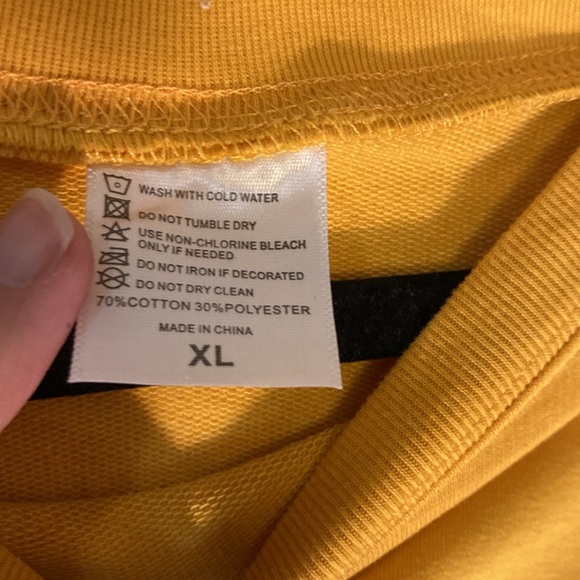 WASH WITH COLD WATER
DO NOT TUMBLE DRY
USE NON-CHLORINE BLEACH
ONLY IF NEEDED
DO NOT IRON IF DECORATED
DO NOT DRY CLEAN
70%COTTON 30%POLYESTER
MADE IN CHINA
XL